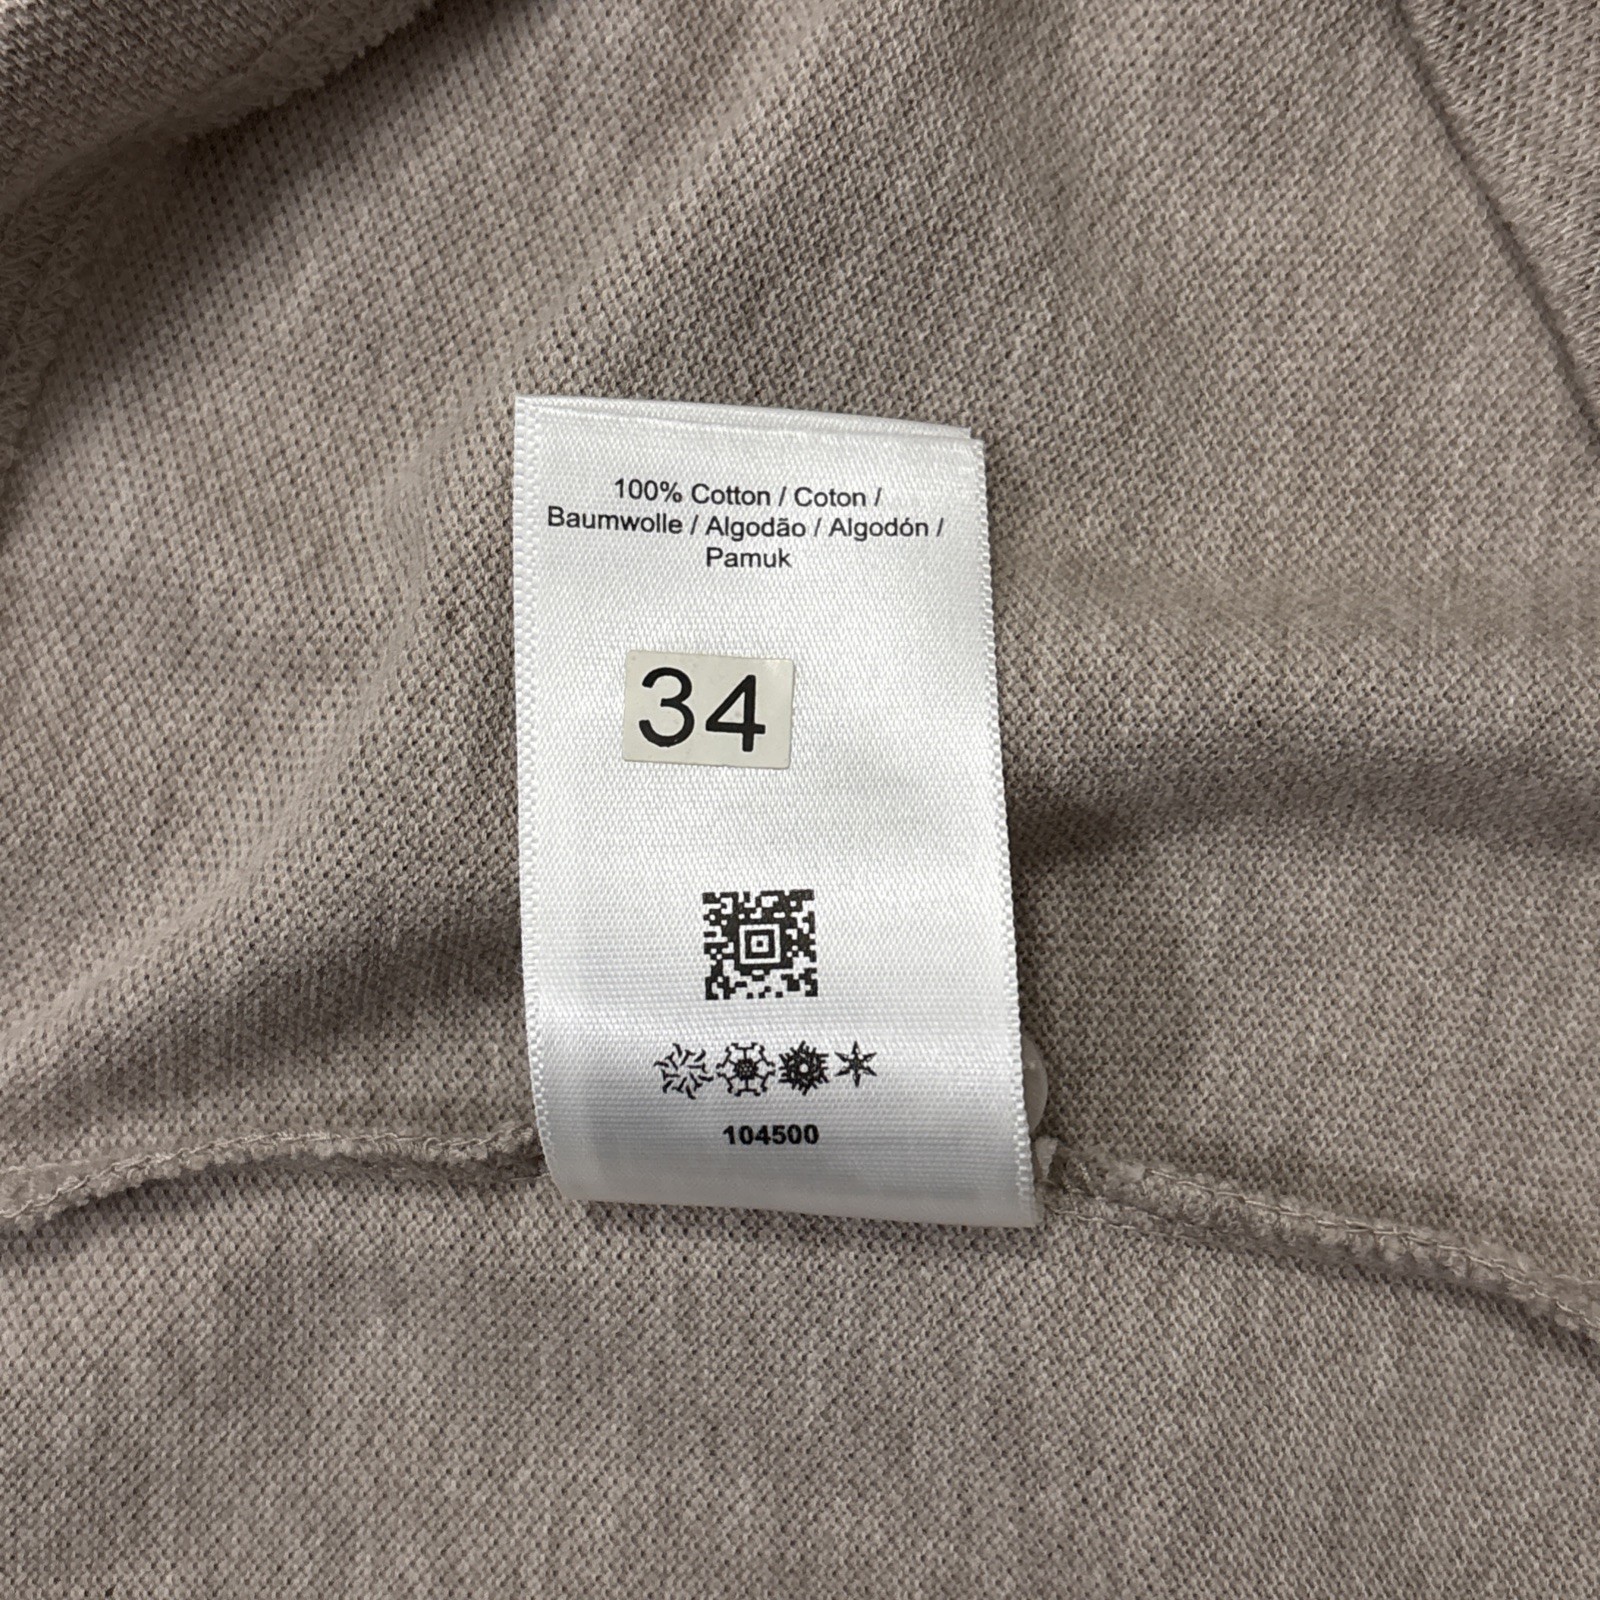 100% Cotton / Coton /
Baumwolle / Algodão / Algodón /
Pamuk
34
104500